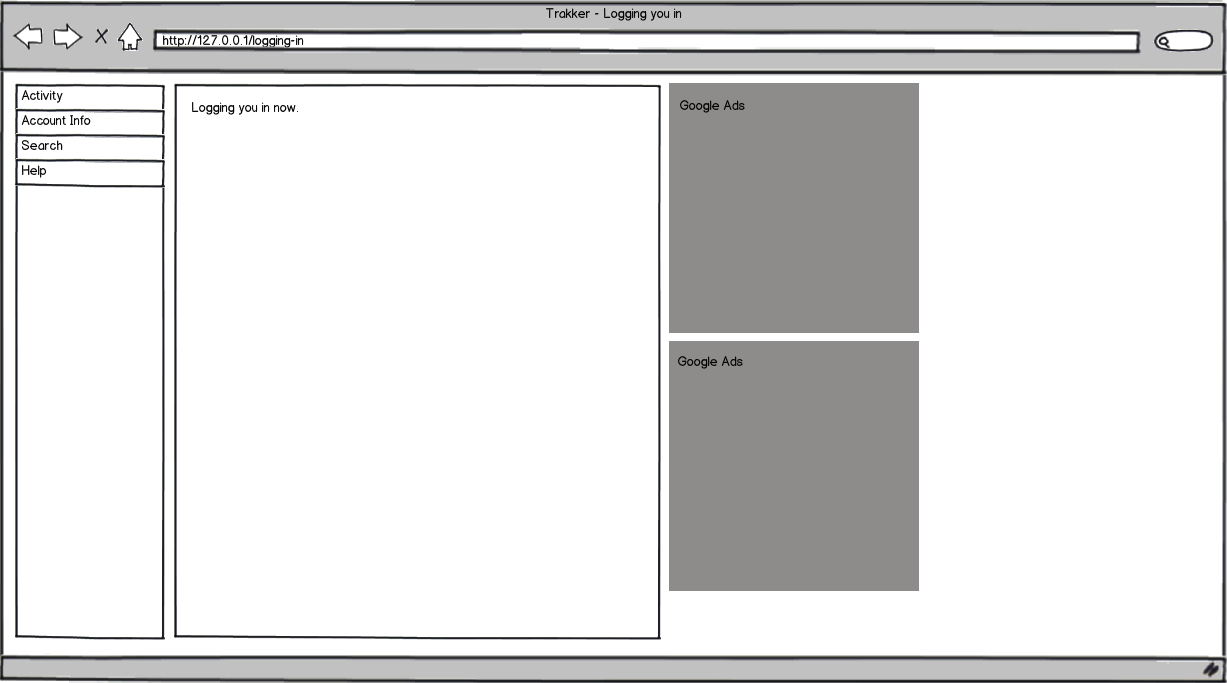 Trakker - Logging you in
http://127.0.0.1/logging-in
Activity
Account Info
Search
Help
Logging you in now.
Google Ads
Google Ads